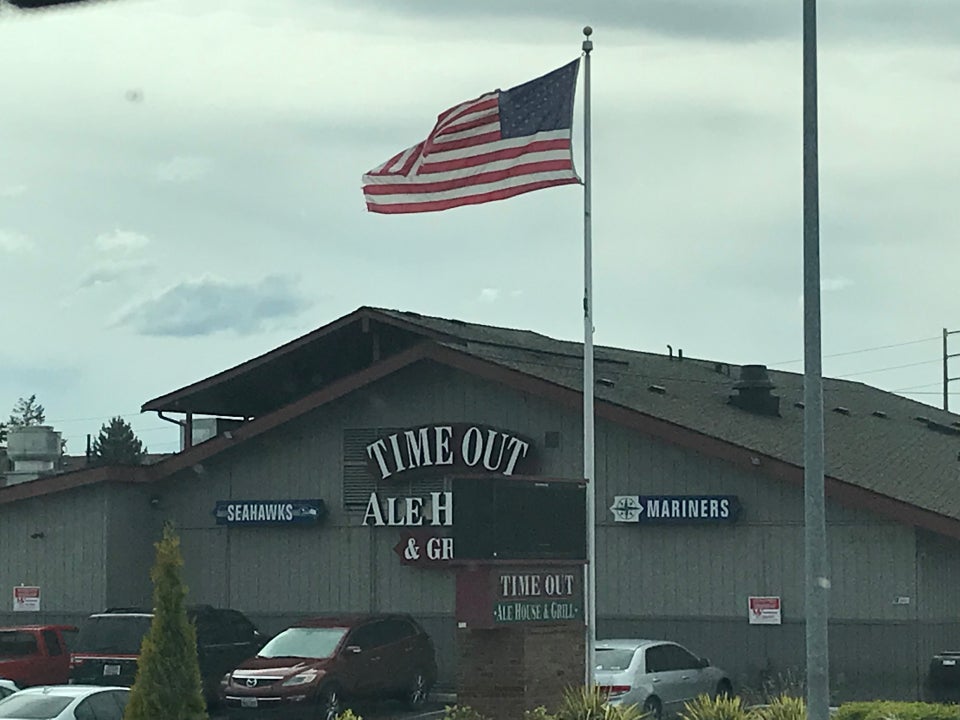 TIME OUT
ALE H
& GR
SEAHAWKS
MARINERS
TIME OUT
ALE HOUSE & GRILL